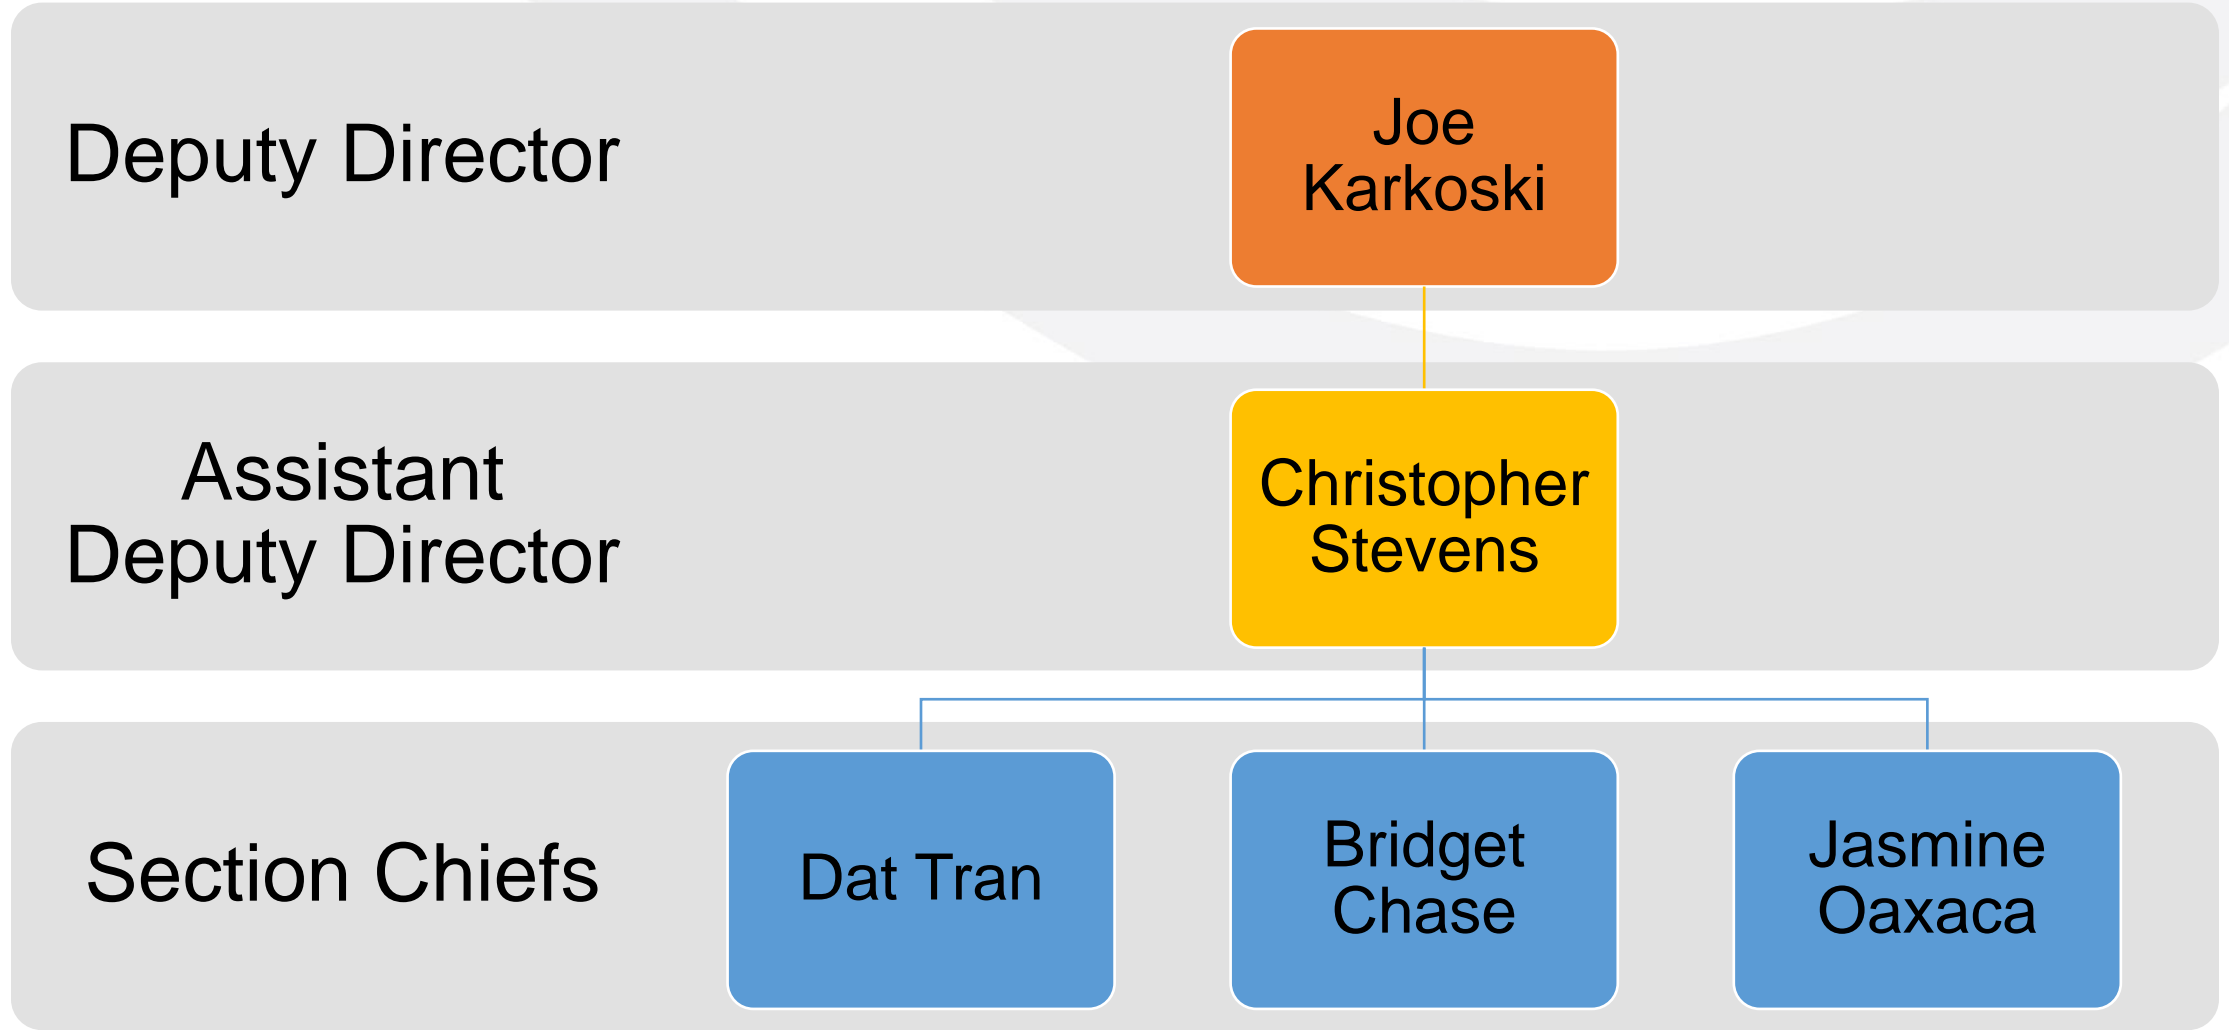 Deputy Director
Joe
Karkoski
Assistant
Deputy Director
Christopher
Stevens
Section Chiefs
Dat Tran
Bridget
Chase
Jasmine
Oaxaca